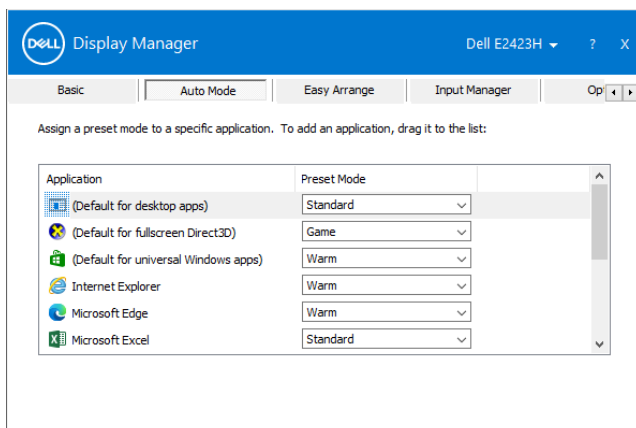 DELL Display Manager Dell E2423H ? X
Basic Auto Mode Easy Arrange Input Manager
Assign a preset mode to a specific application. To add an application, drag it to the list:
Application Preset Mode
(Default for desktop apps) Standard
(Default for fullscreen Direct3D) Game
(Default for universal Windows apps) Warm
Internet Explorer Warm
Microsoft Edge Warm
Microsoft Excel Standard